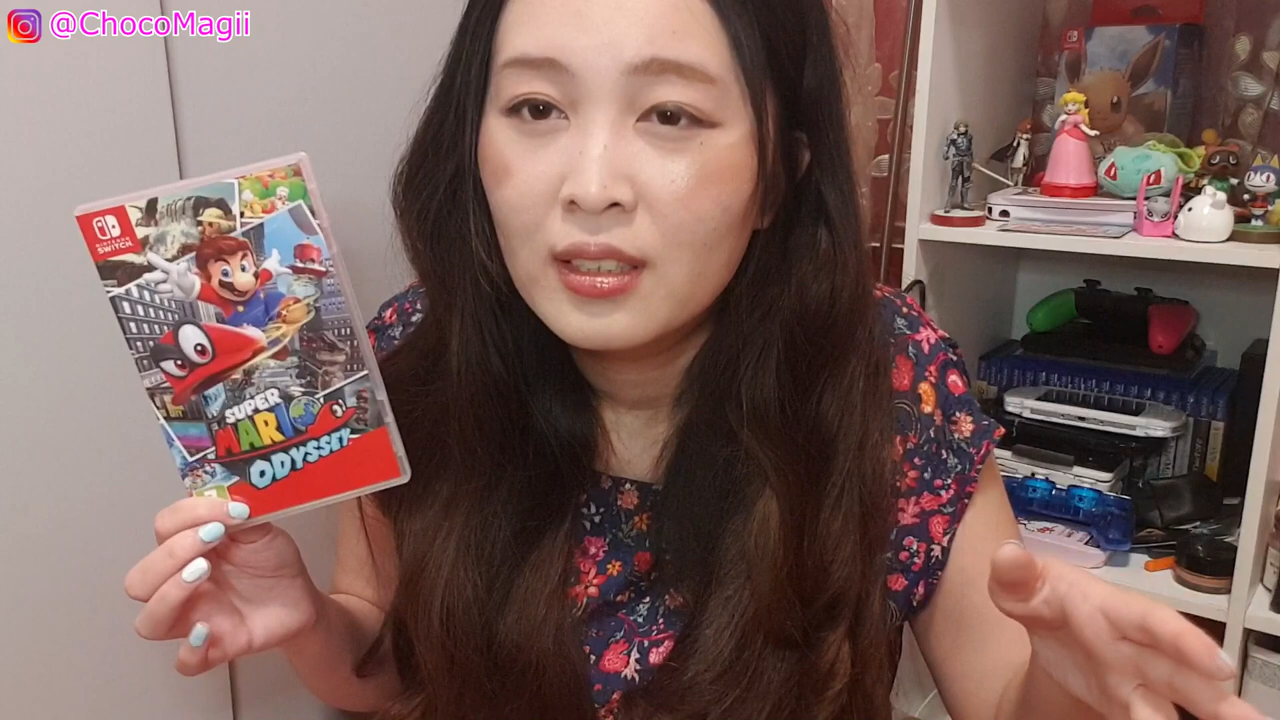 @ChocoMagii
NINTENDO
SWITCH
SUPER
MARIO
ODYSSEY